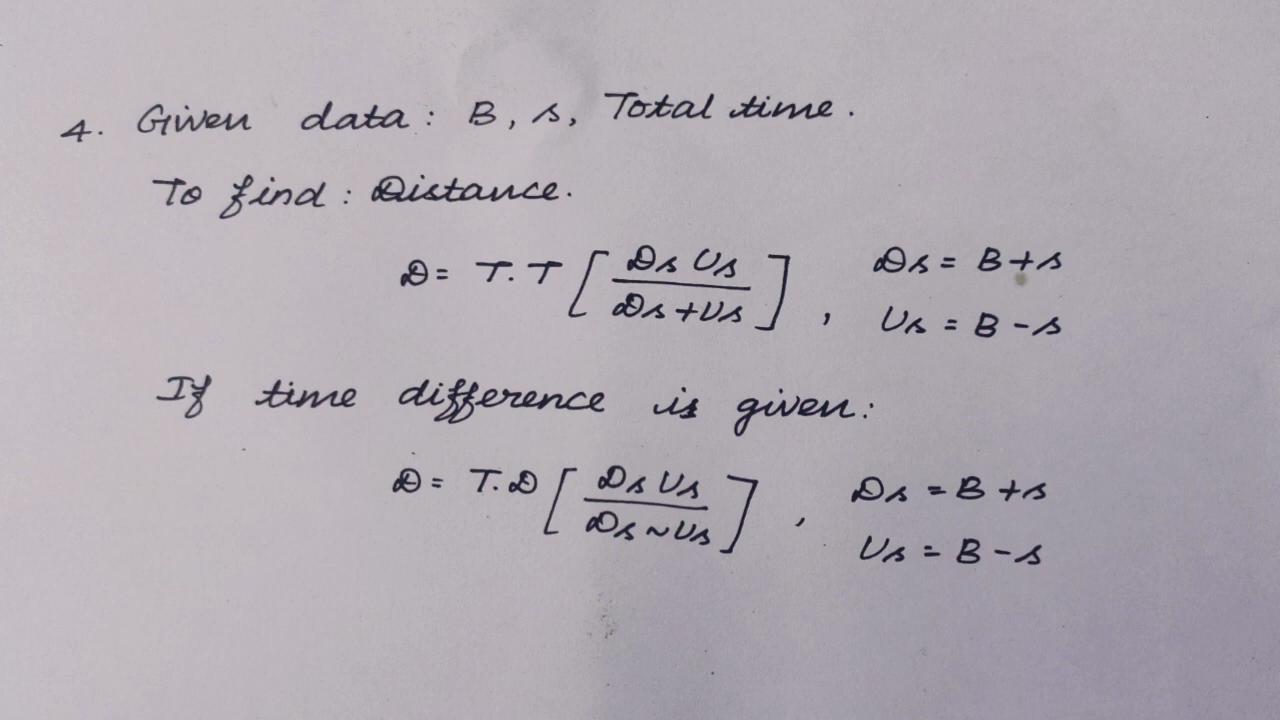 4. Given data: B, s, Total time.
To find: Distance.
D = T.T [ Ds Us / Ds + Us ], Ds = B + s
Us = B - s
If time difference is given:
D = T.D [ Ds Us / Ds ~ Us ], Ds = B + s
Us = B - s